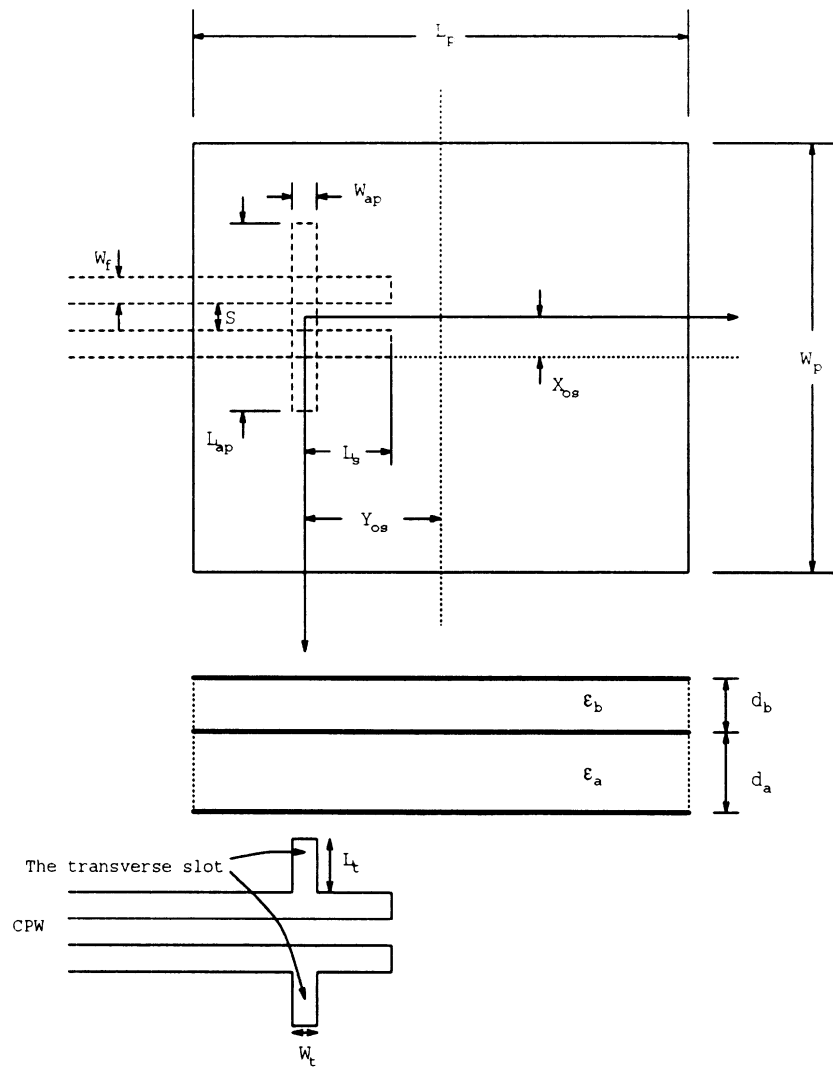 L_p
W_ap
W_f
S
W_p
X_os
L_ap
L_s
Y_os
ε_b
d_b
ε_a
d_a
The transverse slot
L_t
CPW
W_t